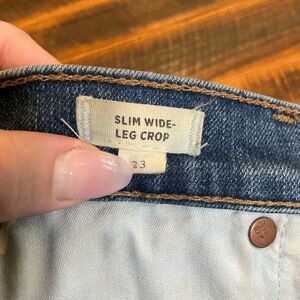 SLIM WIDE-
LEG CROP
23